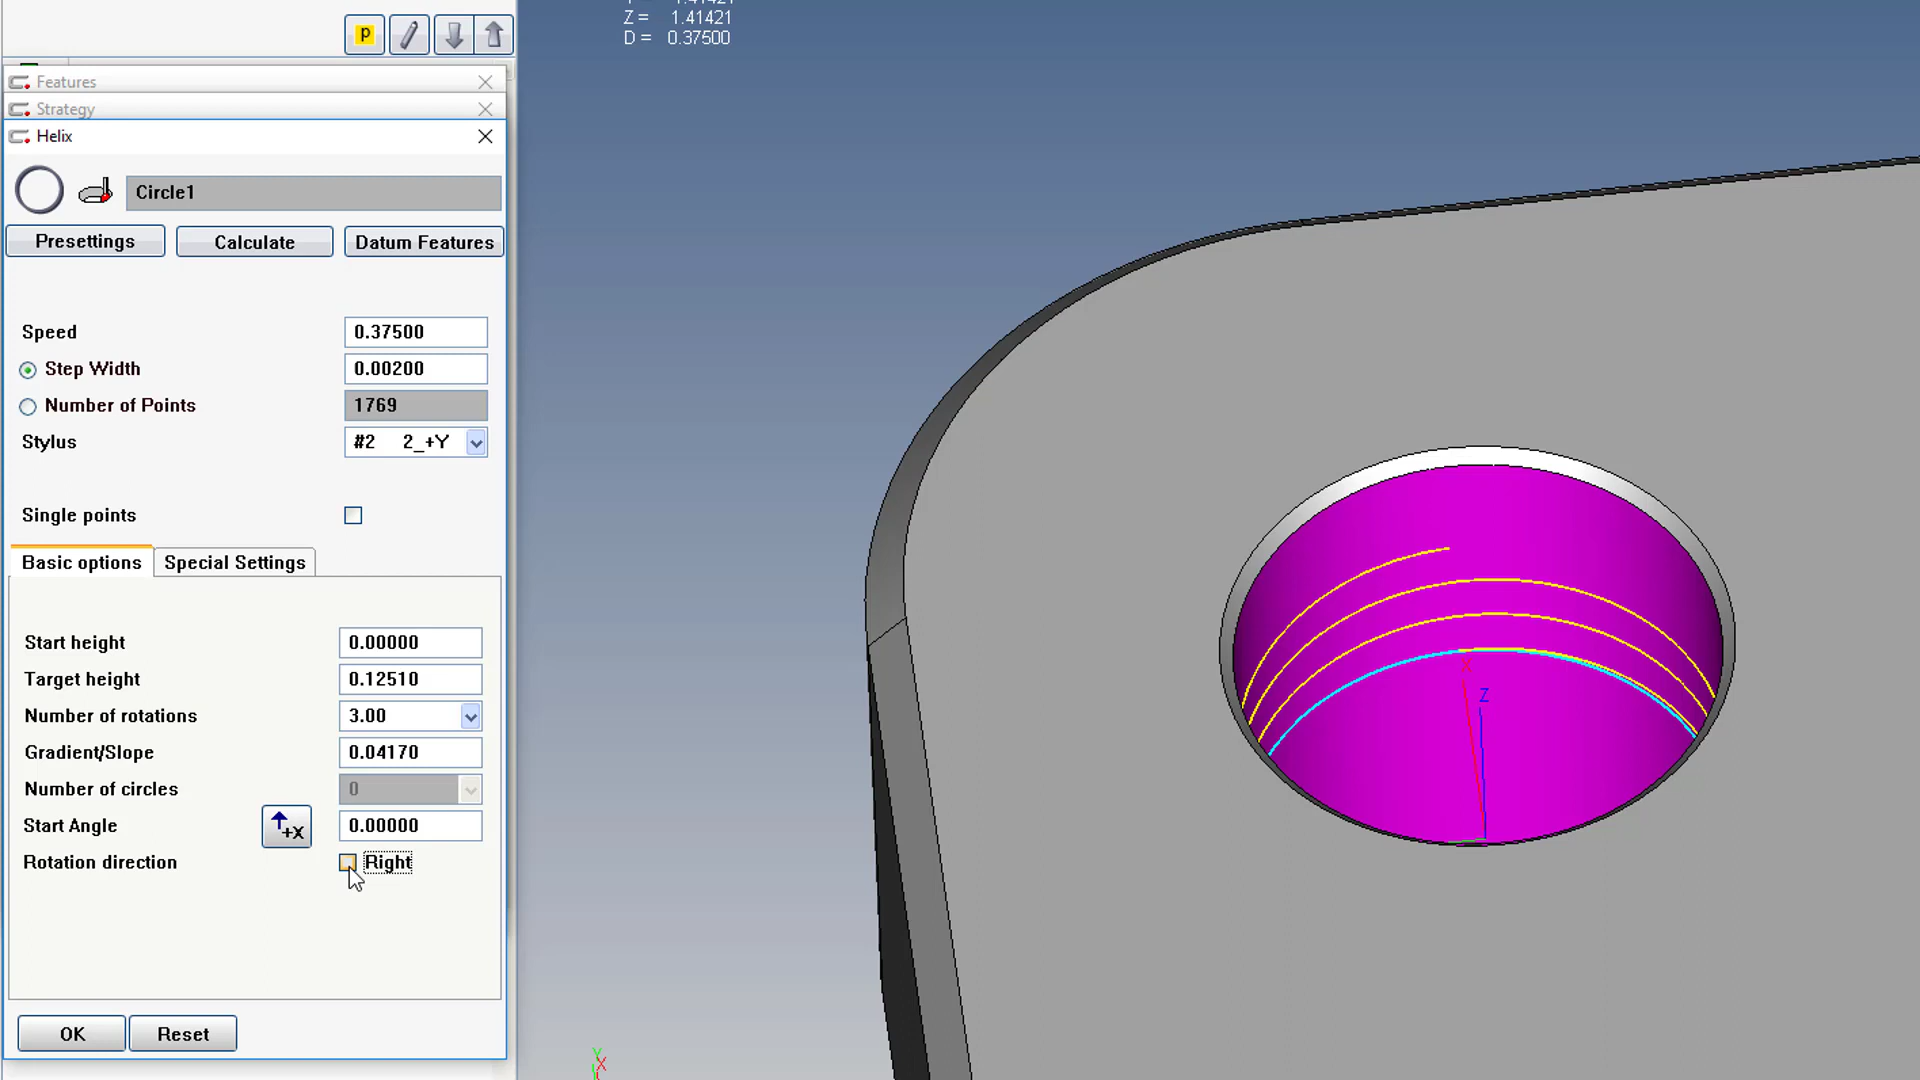 Z = 1.41421
D = 0.37500
p
Features
Strategy
Helix
Circle1
Presettings Calculate Datum Features
Speed 0.37500
Step Width 0.00200
Number of Points 1769
Stylus #2 2_+Y
Single points
Basic options Special Settings
Start height 0.00000
Target height 0.12510
Number of rotations 3.00
Gradient/Slope 0.04170
Number of circles 0
Start Angle +X 0.00000
Rotation direction Right
OK Reset
X
Z
Y
X